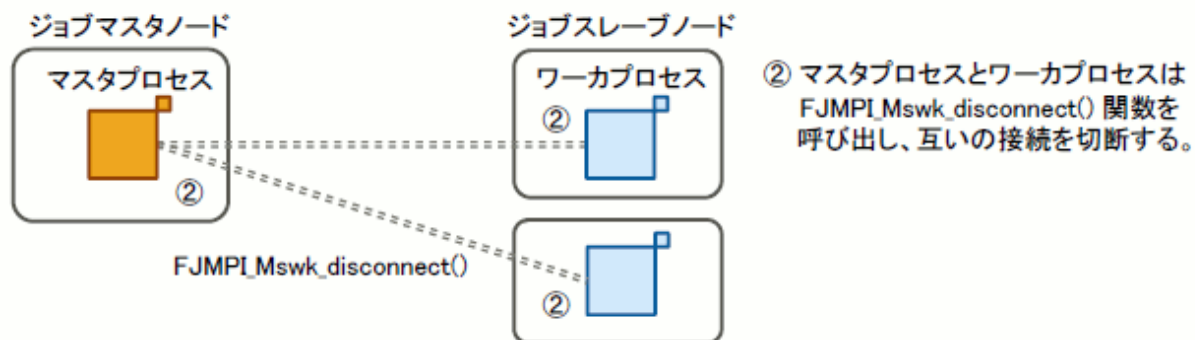 ジョブマスタノード
ジョブスレーブノード
マスタプロセス
ワーカプロセス
②
②
②
FJMPI_Mswk_disconnect()
② マスタプロセスとワーカプロセスは
FJMPI_Mswk_disconnect() 関数を
呼び出し、互いの接続を切断する。